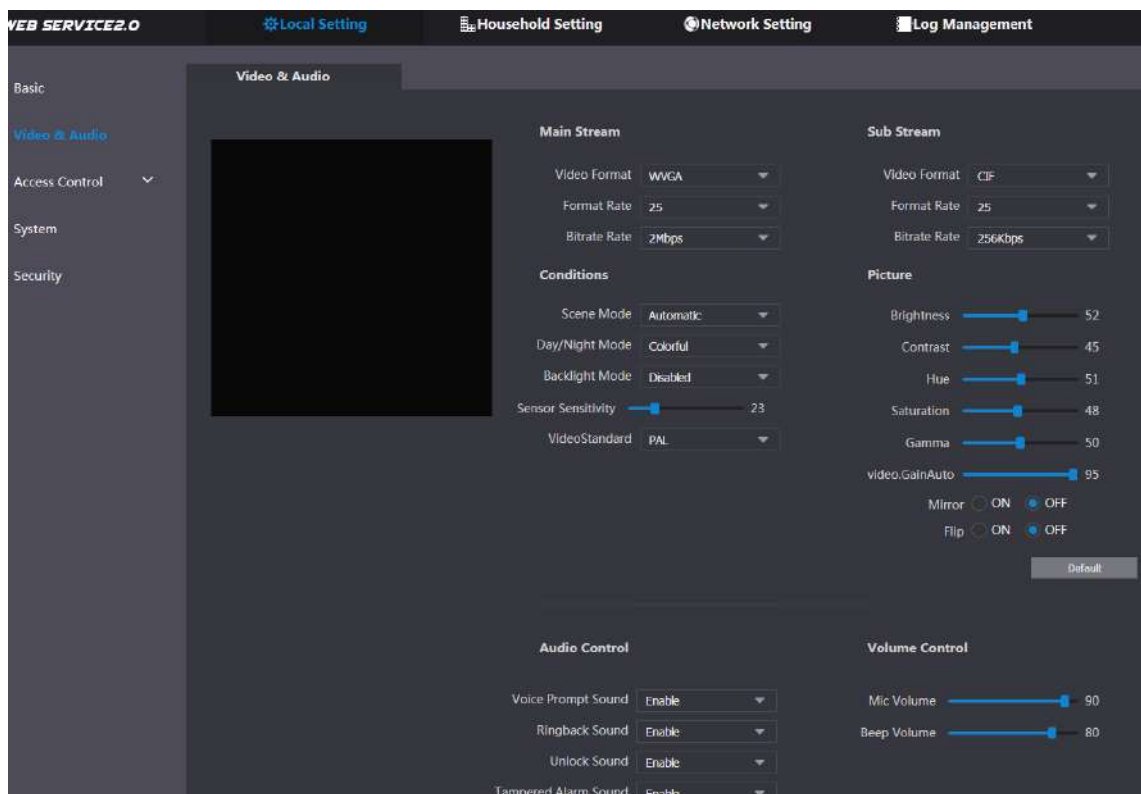 WEB SERVICE2.0
Local Setting
Household Setting
Network Setting
Log Management
Basic
Video & Audio
Access Control
System
Security
Video & Audio
Main Stream
Video Format WVGA
Format Rate 25
Bitrate Rate 2Mbps
Sub Stream
Video Format CIF
Format Rate 25
Bitrate Rate 256Kbps
Conditions
Scene Mode Automatic
Day/Night Mode Colorful
Backlight Mode Disabled
Sensor Sensitivity 23
VideoStandard PAL
Picture
Brightness 52
Contrast 45
Hue 51
Saturation 48
Gamma 50
video.GainAuto 95
Mirror ON OFF
Flip ON OFF
Default
Audio Control
Voice Prompt Sound Enable
Ringback Sound Enable
Unlock Sound Enable
Tampered Alarm Sound Enable
Volume Control
Mic Volume 90
Beep Volume 80